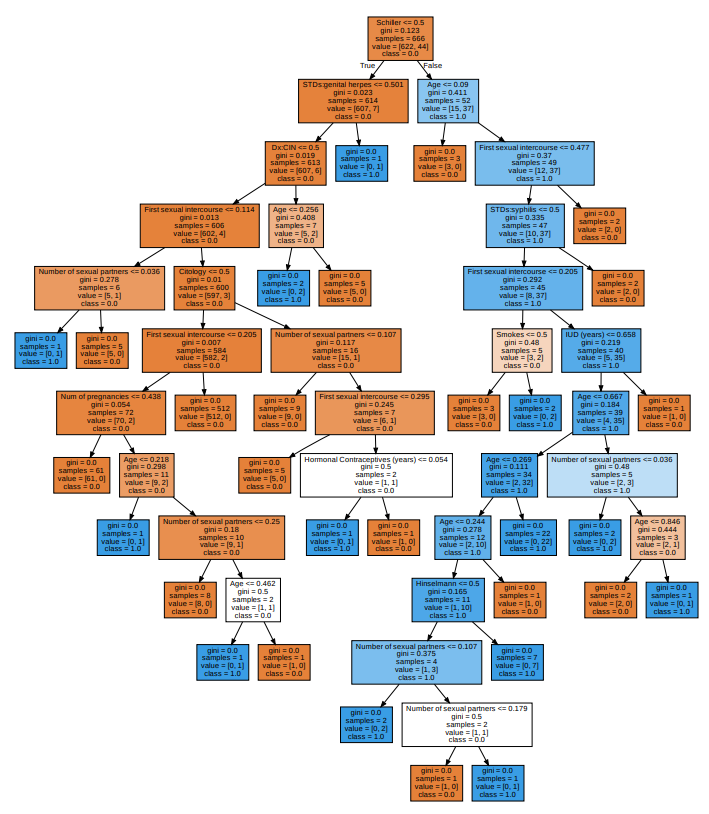 Schiller <= 0.5
gini = 0.123
samples = 666
value = [622, 44]
class = 0.0
True
False
STDs:genital herpes <= 0.501
gini = 0.023
samples = 614
value = [607, 7]
class = 0.0
Age <= 0.09
gini = 0.411
samples = 52
value = [15, 37]
class = 1.0
Dx:CIN <= 0.5
gini = 0.019
samples = 613
value = [607, 6]
class = 0.0
gini = 0.0
samples = 1
value = [0, 1]
class = 1.0
gini = 0.0
samples = 3
value = [3, 0]
class = 0.0
First sexual intercourse <= 0.477
gini = 0.37
samples = 49
value = [12, 37]
class = 1.0
First sexual intercourse <= 0.114
gini = 0.013
samples = 606
value = [602, 4]
class = 0.0
Age <= 0.256
gini = 0.408
samples = 7
value = [5, 2]
class = 0.0
STDs:syphilis <= 0.5
gini = 0.335
samples = 47
value = [10, 37]
class = 1.0
gini = 0.0
samples = 2
value = [2, 0]
class = 0.0
Number of sexual partners <= 0.036
gini = 0.278
samples = 6
value = [5, 1]
class = 0.0
Citology <= 0.5
gini = 0.01
samples = 600
value = [597, 3]
class = 0.0
gini = 0.0
samples = 2
value = [0, 2]
class = 1.0
gini = 0.0
samples = 5
value = [5, 0]
class = 0.0
First sexual intercourse <= 0.205
gini = 0.292
samples = 45
value = [8, 37]
class = 1.0
gini = 0.0
samples = 2
value = [2, 0]
class = 0.0
gini = 0.0
samples = 1
value = [0, 1]
class = 1.0
gini = 0.0
samples = 5
value = [5, 0]
class = 0.0
First sexual intercourse <= 0.205
gini = 0.007
samples = 584
value = [582, 2]
class = 0.0
Number of sexual partners <= 0.107
gini = 0.117
samples = 16
value = [15, 1]
class = 0.0
Smokes <= 0.5
gini = 0.48
samples = 5
value = [3, 2]
class = 0.0
IUD (years) <= 0.658
gini = 0.219
samples = 40
value = [5, 35]
class = 1.0
Num of pregnancies <= 0.438
gini = 0.054
samples = 72
value = [70, 2]
class = 0.0
gini = 0.0
samples = 512
value = [512, 0]
class = 0.0
gini = 0.0
samples = 9
value = [9, 0]
class = 0.0
First sexual intercourse <= 0.295
gini = 0.245
samples = 7
value = [6, 1]
class = 0.0
gini = 0.0
samples = 3
value = [3, 0]
class = 0.0
gini = 0.0
samples = 2
value = [0, 2]
class = 1.0
Age <= 0.667
gini = 0.184
samples = 39
value = [4, 35]
class = 1.0
gini = 0.0
samples = 1
value = [1, 0]
class = 0.0
gini = 0.0
samples = 61
value = [61, 0]
class = 0.0
Age <= 0.218
gini = 0.298
samples = 11
value = [9, 2]
class = 0.0
gini = 0.0
samples = 5
value = [5, 0]
class = 0.0
Hormonal Contraceptives (years) <= 0.054
gini = 0.5
samples = 2
value = [1, 1]
class = 0.0
Age <= 0.269
gini = 0.111
samples = 34
value = [2, 32]
class = 1.0
Number of sexual partners <= 0.036
gini = 0.48
samples = 5
value = [2, 3]
class = 1.0
gini = 0.0
samples = 1
value = [0, 1]
class = 1.0
Number of sexual partners <= 0.25
gini = 0.18
samples = 10
value = [9, 1]
class = 0.0
gini = 0.0
samples = 1
value = [0, 1]
class = 1.0
gini = 0.0
samples = 1
value = [1, 0]
class = 0.0
Age <= 0.244
gini = 0.278
samples = 12
value = [2, 10]
class = 1.0
gini = 0.0
samples = 22
value = [0, 22]
class = 1.0
gini = 0.0
samples = 2
value = [0, 2]
class = 1.0
Age <= 0.846
gini = 0.444
samples = 3
value = [2, 1]
class = 0.0
gini = 0.0
samples = 8
value = [8, 0]
class = 0.0
Age <= 0.462
gini = 0.5
samples = 2
value = [1, 1]
class = 0.0
Hinselmann <= 0.5
gini = 0.165
samples = 11
value = [1, 10]
class = 1.0
gini = 0.0
samples = 1
value = [1, 0]
class = 0.0
gini = 0.0
samples = 2
value = [2, 0]
class = 0.0
gini = 0.0
samples = 1
value = [0, 1]
class = 1.0
gini = 0.0
samples = 1
value = [0, 1]
class = 1.0
gini = 0.0
samples = 1
value = [1, 0]
class = 0.0
Number of sexual partners <= 0.107
gini = 0.375
samples = 4
value = [1, 3]
class = 1.0
gini = 0.0
samples = 7
value = [0, 7]
class = 1.0
gini = 0.0
samples = 2
value = [0, 2]
class = 1.0
Number of sexual partners <= 0.179
gini = 0.5
samples = 2
value = [1, 1]
class = 0.0
gini = 0.0
samples = 1
value = [1, 0]
class = 0.0
gini = 0.0
samples = 1
value = [0, 1]
class = 1.0